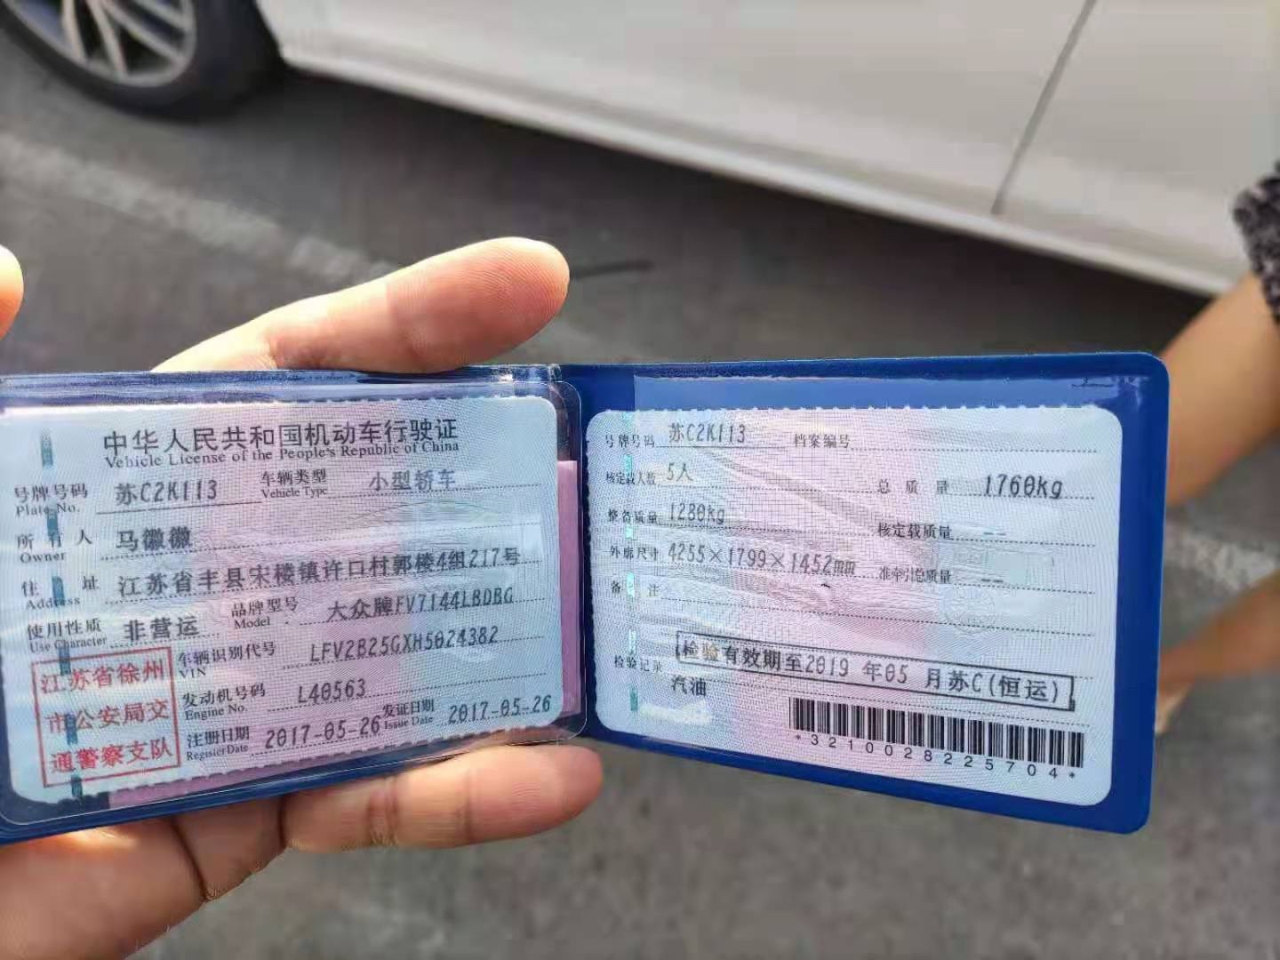 中华人民共和国机动车行驶证
Vehicle License of the People's Republic of China
号牌号码 苏C2K113 车辆类型 小型轿车
Plate No. Vehicle Type
所有人 马徽徽
Owner
住址 江苏省丰县宋楼镇许口村郭楼4组217号
Address
使用性质 非营运 品牌型号 大众牌FV7144LBDBG
Use Character Model
车辆识别代号 LFV2B25GXH5024382
VIN
发动机号码 L40563
Engine No.
注册日期 2017-05-26 发证日期 2017-05-26
Register Date Issue Date
江苏省徐州
市公安局交
通警察支队
号牌号码 苏C2K113 档案编号
核定载人数 5人 总质量 1760kg
整备质量 1280kg 核定载质量 --
外廓尺寸 4255×1799×1452mm 准牵引总质量 --
备注
检验记录 检验有效期至2019年05月苏C(恒运)
汽油
*3210028225704*